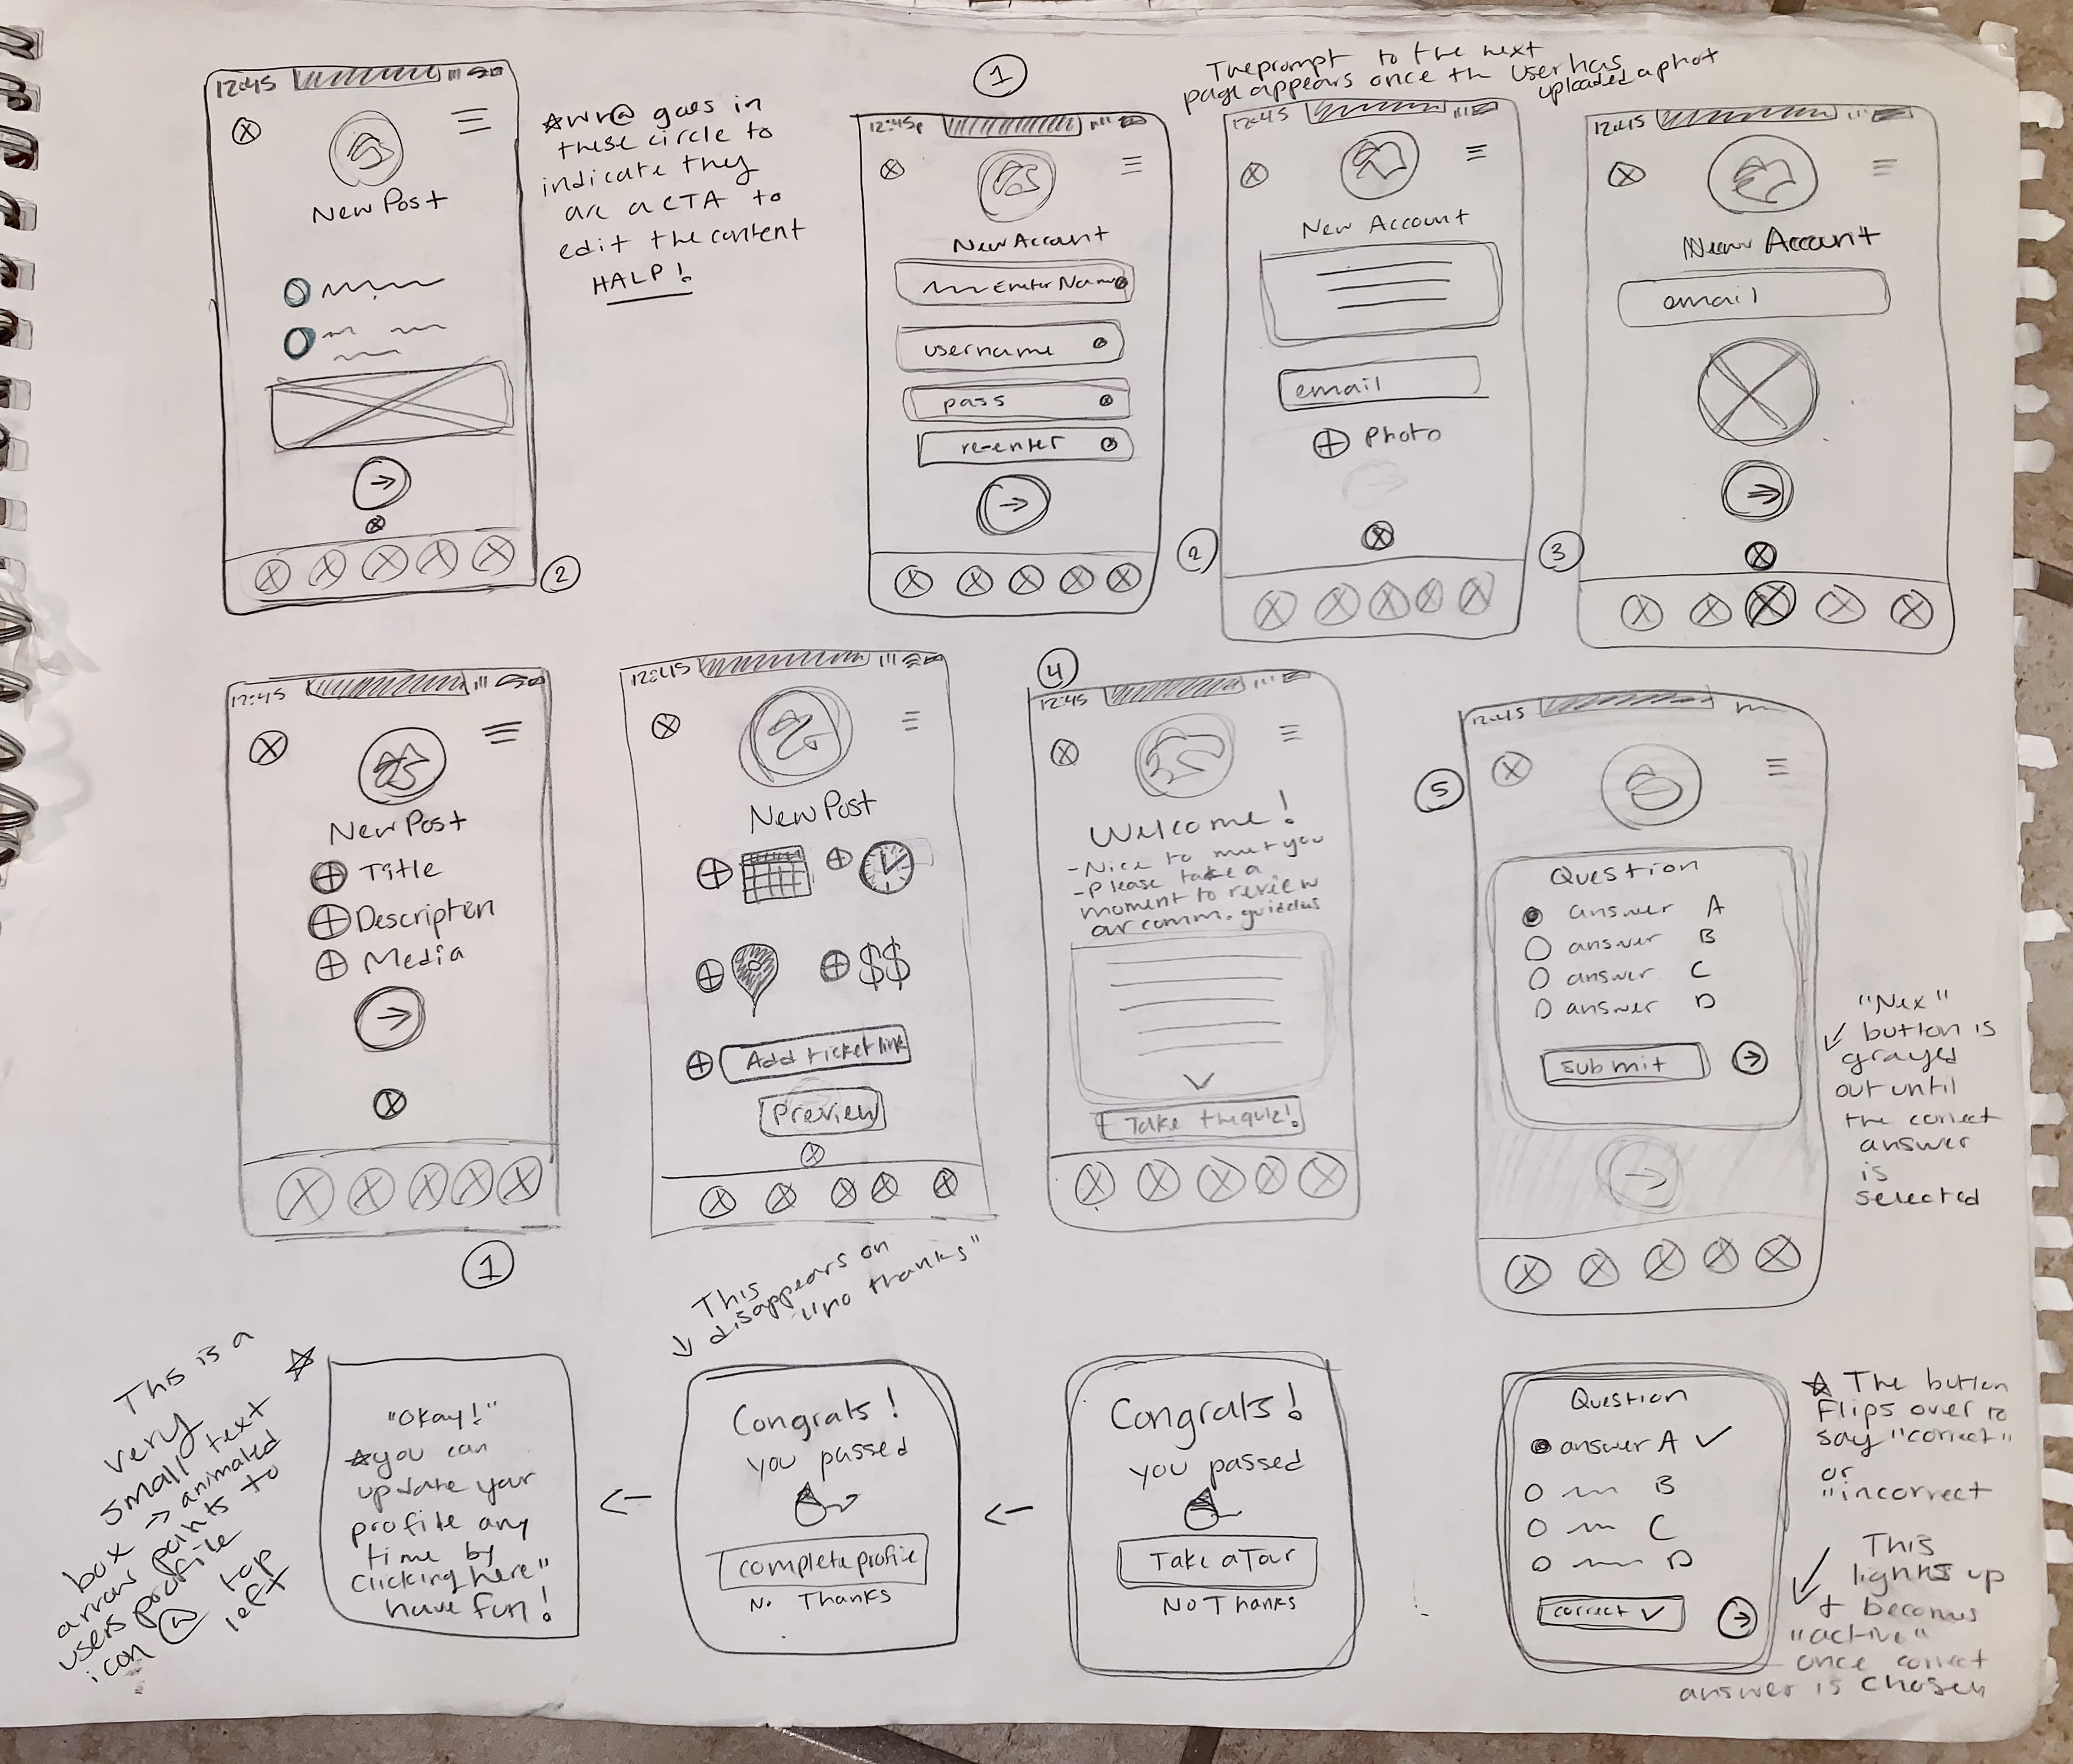 12:45
New Post
2
☆ wr@ goes in
these circle to
indicate they
are a CTA to
edit the content
HALP!
1
12:45
New Account
Enter Name
username
pass
re-enter
The prompt to the next
page appears once the user has
uploaded a phot
12:45
New Account
email
Photo
2
12:45
New Account
email
3
12:45
New Post
Title
Description
Media
1
12:45
New Post
$$
Add ticket link
Preview
4
12:45
Welcome!
- Nice to meet you
- Please take a
moment to review
our comm.
Take the quiz!
5
12:45
Question
answer A
answer B
answer C
answer D
submit
"Nex"
button is
grayed
out until
the correct
answer
is
selected
This is a
very
small text
box → animated
arrow points to
users profile
icon top
left
"Okay!"
☆ you can
update your
profile any
time by
clicking here"
have fun!
This
disappears on
"no thanks"
Congrats!
you passed
complete profile
No Thanks
Congrats!
you passed
Take a Tour
No Thanks
Question
answer A ✓
B
C
D
correct ✓
☆ The button
flips over to
say "correct"
or
"incorrect
This
lights up
+ becomes
"active"
once correct
answer is chosen